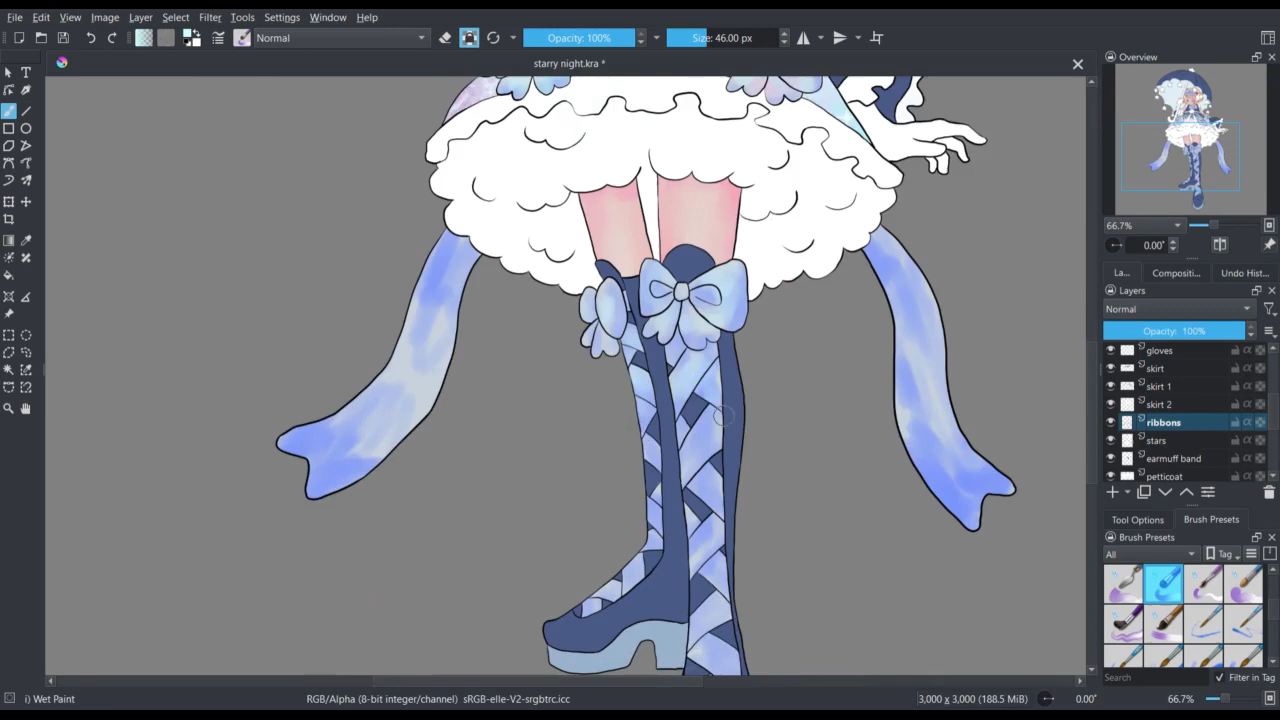 File Edit View Image Layer Select Filter Tools Settings Window Help
Normal Opacity: 100% Size: 46.00 px
starry night.kra *
Overview
66.7%
0.00°
La... Compositi... Undo Hist...
Layers
Normal
Opacity: 100%
gloves
skirt
skirt 1
skirt 2
ribbons
stars
earmuff band
petticoat
Tool Options Brush Presets
Brush Presets
All Tag
Search Filter in Tag
i) Wet Paint RGB/Alpha (8-bit integer/channel) sRGB-elle-V2-srgbtrc.icc 3,000 x 3,000 (188.5 MiB) 0.00° 66.7%